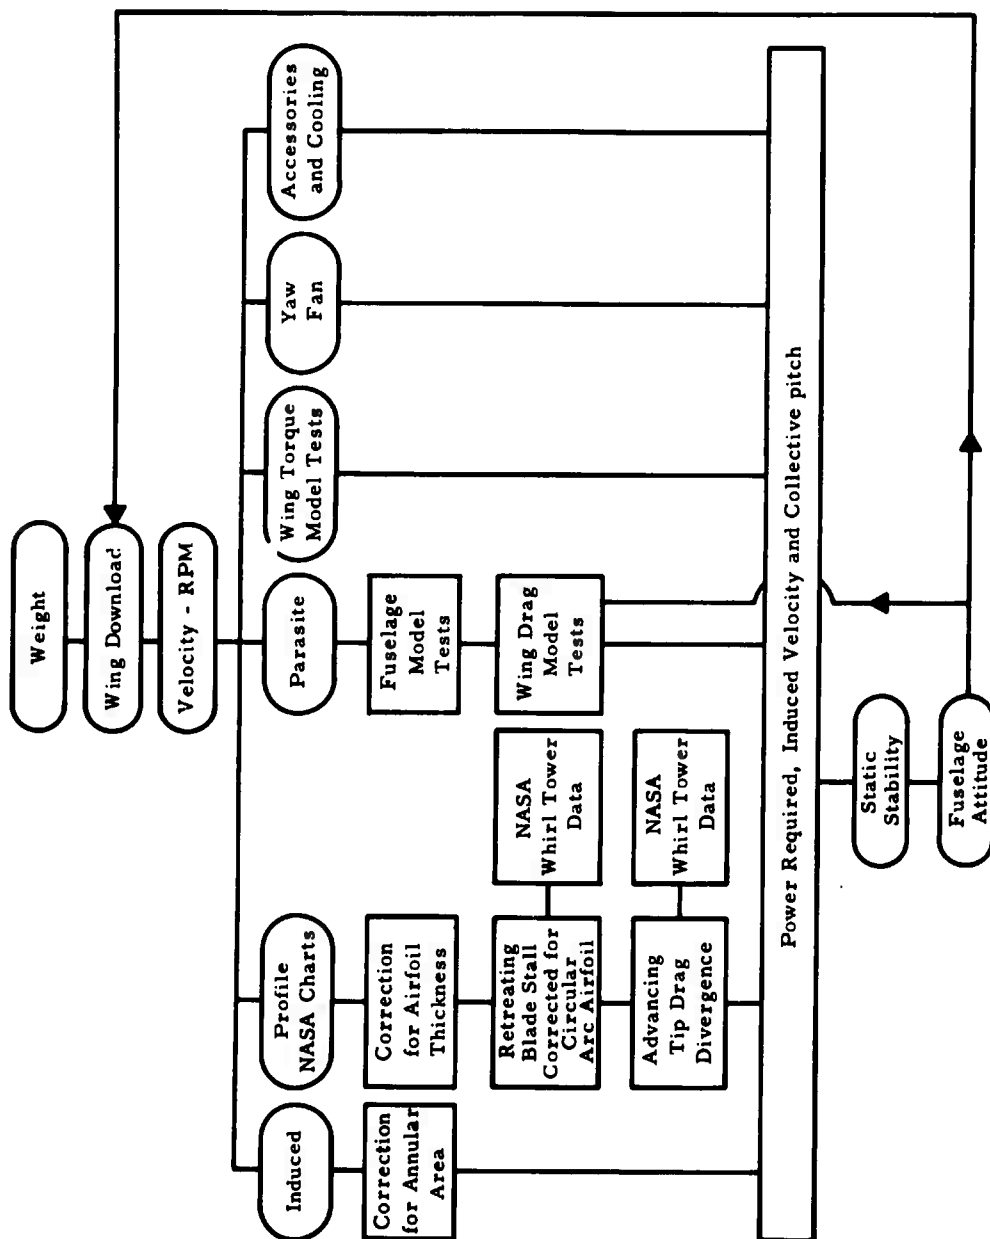 Weight
Wing Download
Velocity - RPM
Induced
Profile
NASA Charts
Parasite
Wing Torque
Model Tests
Yaw
Fan
Accessories
and Cooling
Correction
for Annular
Area
Correction
for Airfoil
Thickness
Fuselage
Model
Tests
Retreating
Blade Stall
Corrected for
Circular
Arc Airfoil
NASA
Whirl Tower
Data
Wing Drag
Model
Tests
Advancing
Tip Drag
Divergence
NASA
Whirl Tower
Data
Power Required, Induced Velocity and Collective pitch
Static
Stability
Fuselage
Attitude